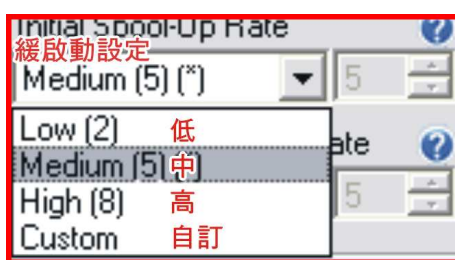 Initial Spool-Up Rate
緩啟動設定
Medium (5) (*)
5
Low (2) 低
ate
Medium (5) (*) 中
High (8) 高
5
Custom 自訂